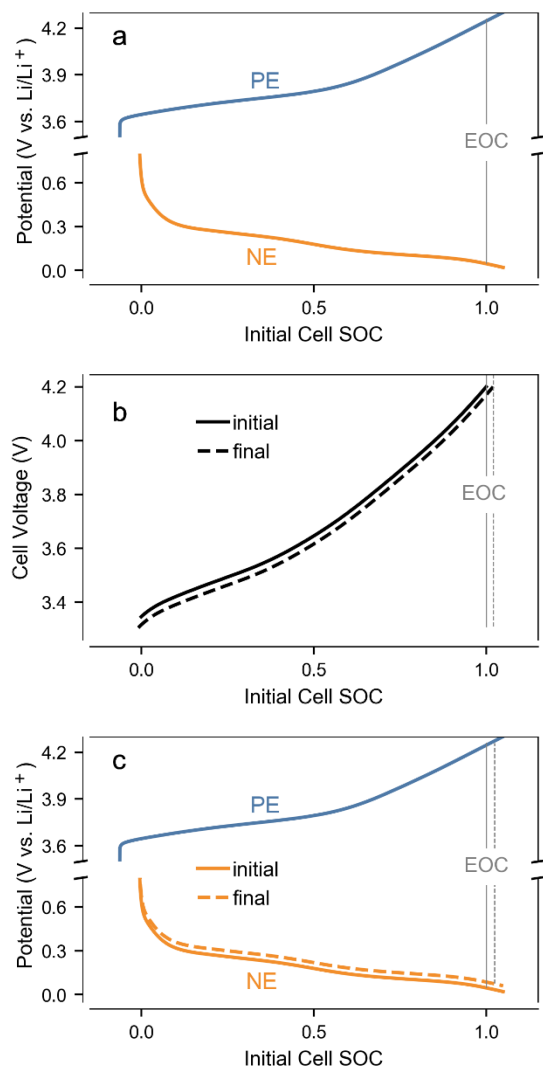 a
4.2
3.9
3.6
0.6
0.3
0.0
Potential (V vs. Li/Li⁺)
PE
EOC
NE
0.0 0.5 1.0
Initial Cell SOC
b
4.2
4.0
3.8
3.6
3.4
Cell Voltage (V)
initial
final
EOC
0.0 0.5 1.0
Initial Cell SOC
c
4.2
3.9
3.6
0.6
0.3
0.0
Potential (V vs. Li/Li⁺)
PE
EOC
initial
final
NE
0.0 0.5 1.0
Initial Cell SOC